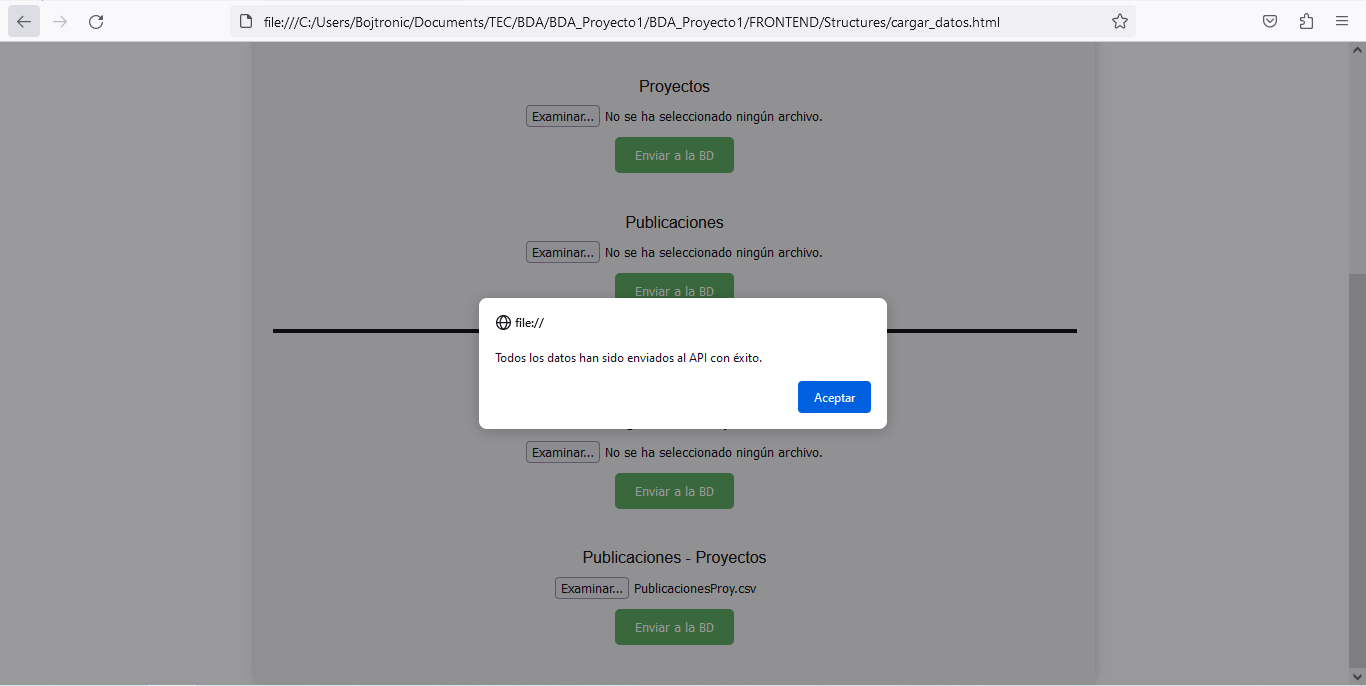 file:///C:/Users/Bojtronic/Documents/TEC/BDA/BDA_Proyecto1/BDA_Proyecto1/FRONTEND/Structures/cargar_datos.html
Proyectos
Examinar... No se ha seleccionado ningún archivo.
Enviar a la BD
Publicaciones
Examinar... No se ha seleccionado ningún archivo.
Enviar a la BD
file://
Todos los datos han sido enviados al API con éxito.
Aceptar
Examinar... No se ha seleccionado ningún archivo.
Enviar a la BD
Publicaciones - Proyectos
Examinar... PublicacionesProy.csv
Enviar a la BD